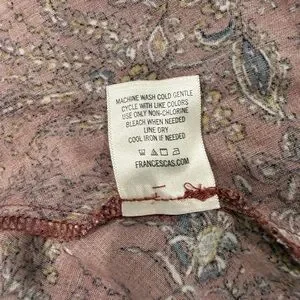 MACHINE WASH COLD GENTLE
CYCLE WITH LIKE COLORS
USE ONLY NON-CHLORINE
BLEACH WHEN NEEDED
LINE DRY
COOL IRON IF NEEDED
FRANCESCAS.COM